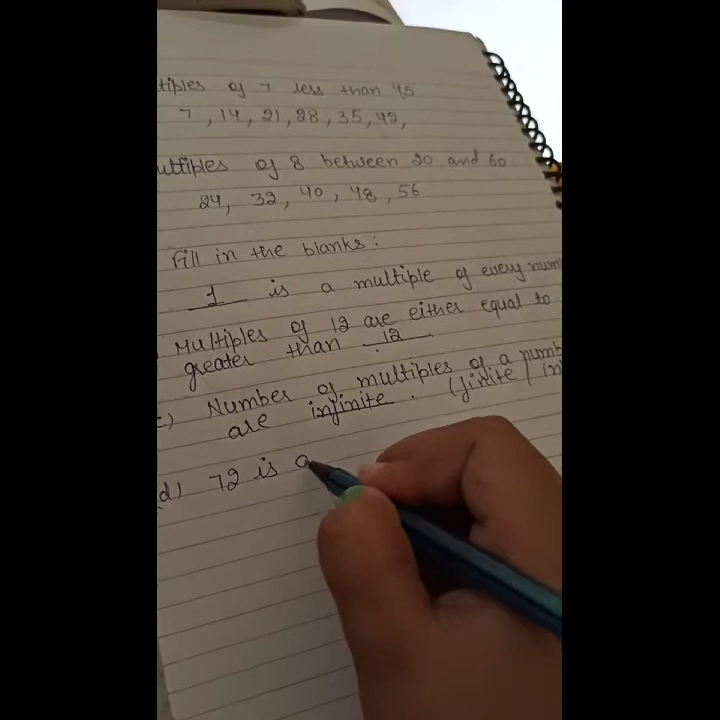 tiples of 7 less than 45
7, 14, 21, 28, 35, 42,
ultiples of 8 between 20 and 60
24, 32, 40, 48, 56
Fill in the blanks:
1 is a multiple of every num
Multiples of 12 are either equal to
greater than 12
c) Number of multiples of a numb
are infinite. (finite / in
(d) 72 is a